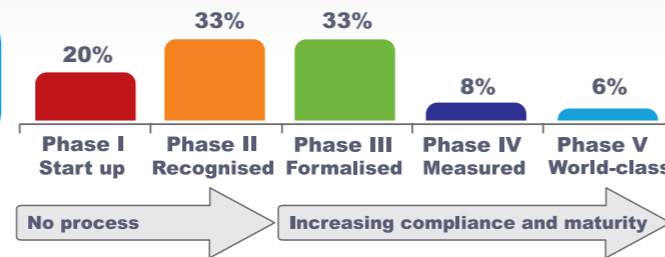 20%
33%
33%
8%
6%
Phase I
Start up
Phase II
Recognised
Phase III
Formalised
Phase IV
Measured
Phase V
World-class
No process
Increasing compliance and maturity